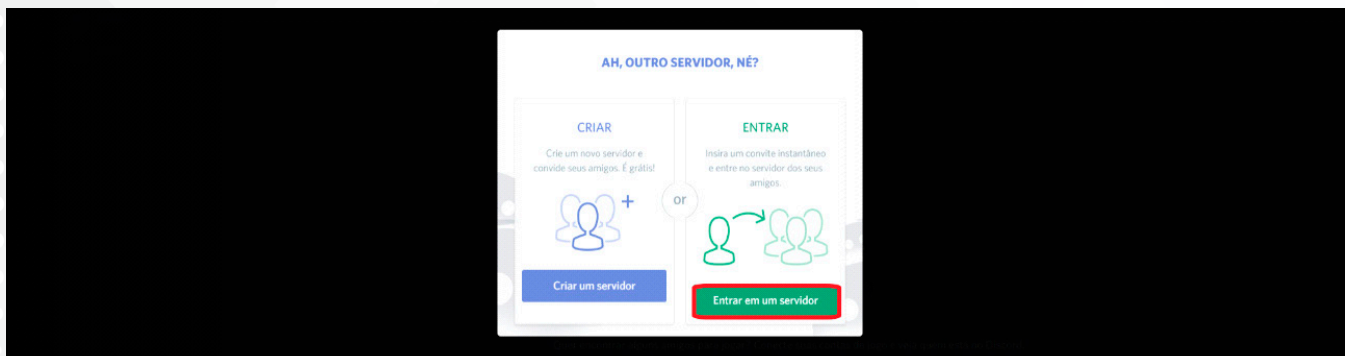 AH, OUTRO SERVIDOR, NÉ?
CRIAR
Crie um novo servidor e
convide seus amigos. É grátis!
Criar um servidor
or
ENTRAR
Insira um convite instantâneo
e entre no servidor dos seus
amigos.
Entrar em um servidor